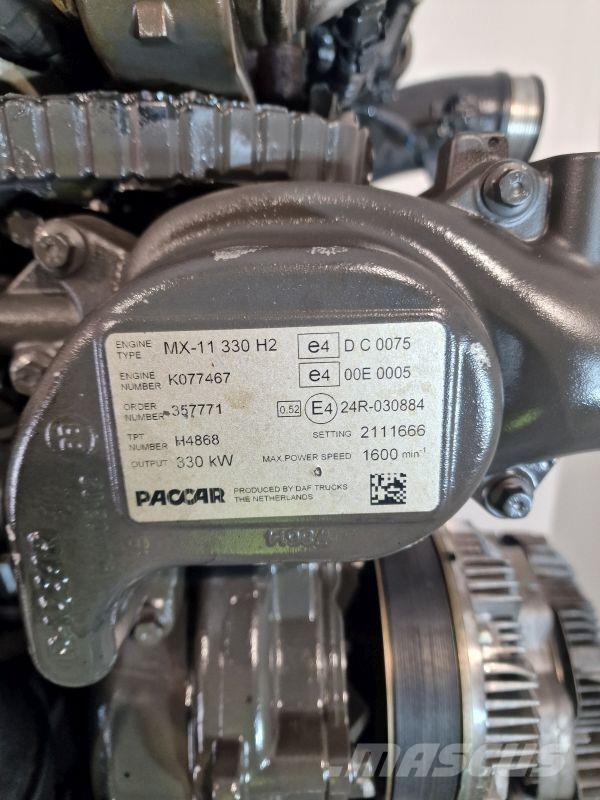 ENGINE TYPE MX-11 330 H2 e4 D C 0075
ENGINE NUMBER K077467 e4 00E 0005
ORDER NUMBER 357771 0.52 E4 24R-030884
TPT NUMBER H4868 SETTING 2111666
OUTPUT 330 kW MAX.POWER SPEED 1600 min⁻¹
PACCAR PRODUCED BY DAF TRUCKS
THE NETHERLANDS
MASCUS